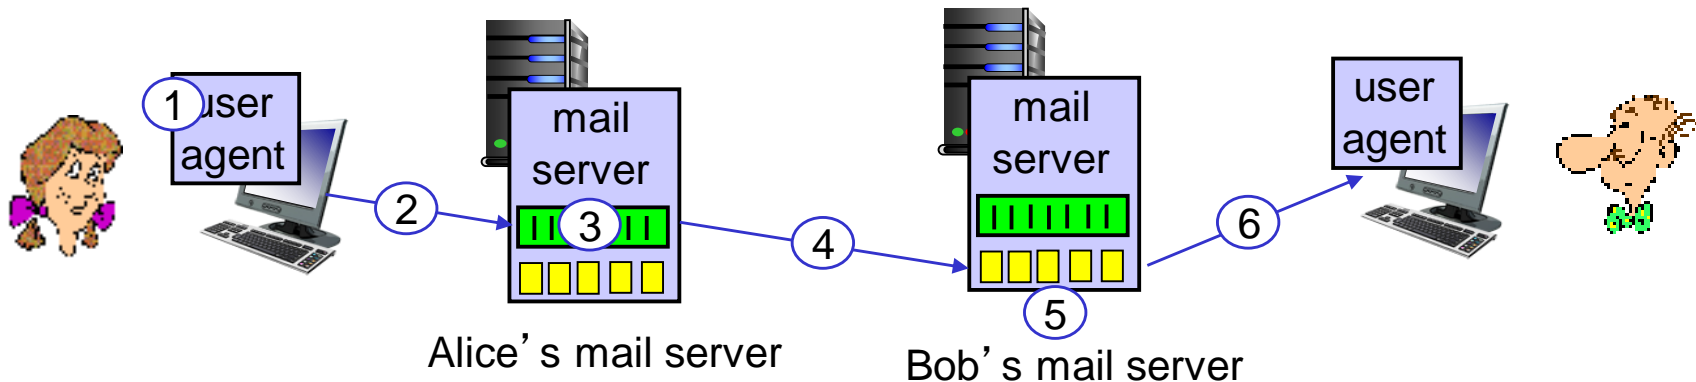 1
user
agent
2
mail
server
3
Alice’s mail server
4
mail
server
5
Bob’s mail server
6
user
agent